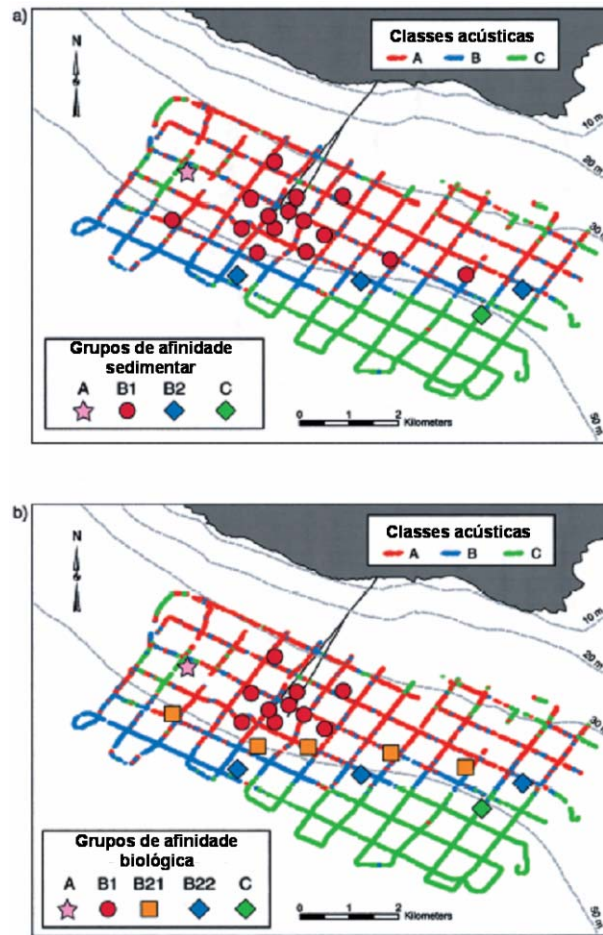 a)
N
Classes acústicas
A B C
10 m
20 m
30 m
50 m
Grupos de afinidade
sedimentar
A B1 B2 C
0 1 2
Kilometers
b)
N
Classes acústicas
A B C
10 m
20 m
30 m
50 m
Grupos de afinidade
biológica
A B1 B21 B22 C
0 1 2
Kilometers